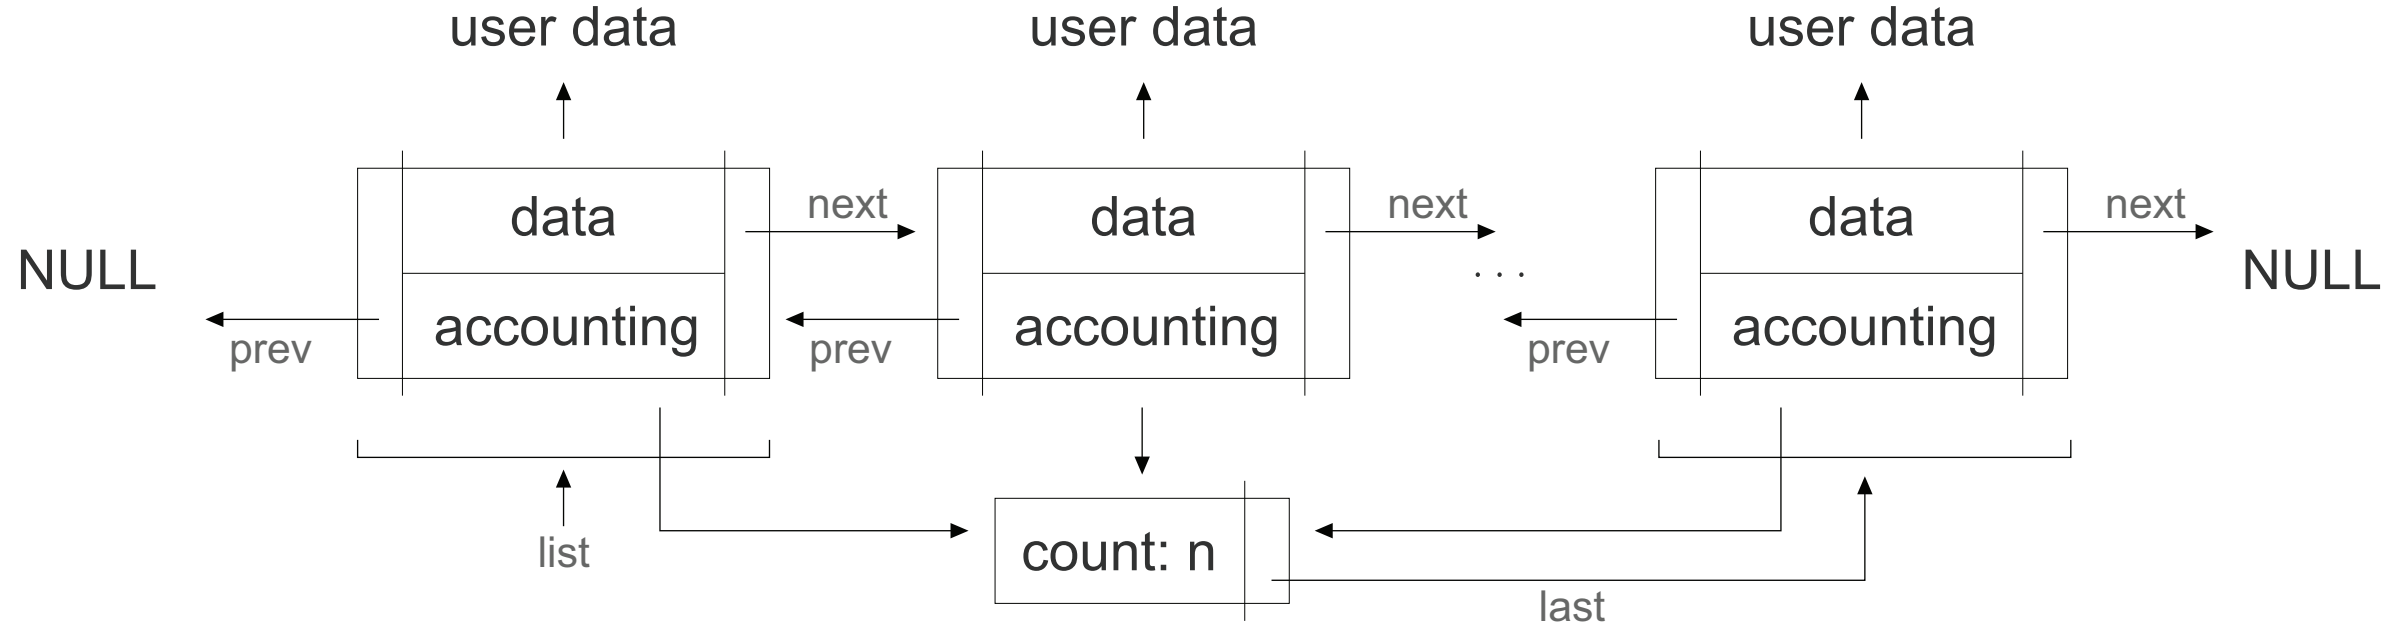 user data
user data
user data
data
next
data
next
data
next
NULL
. . .
NULL
accounting
accounting
accounting
prev
prev
prev
list
count: n
last